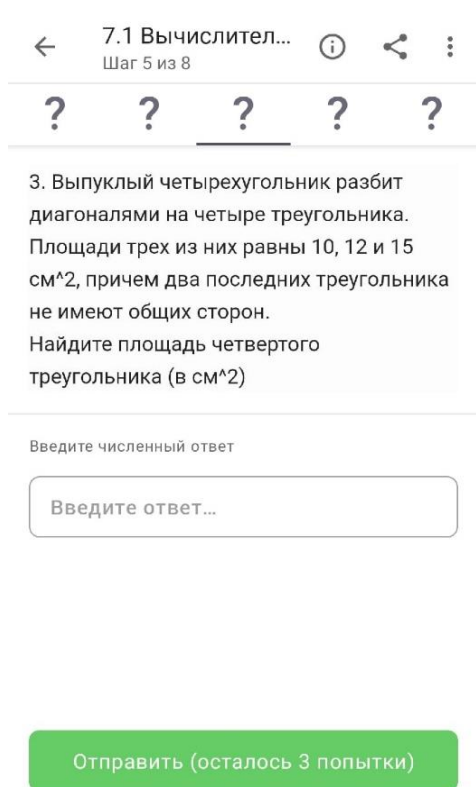 7.1 Вычислител...
Шаг 5 из 8
? ? ? ? ?
3. Выпуклый четырехугольник разбит
диагоналями на четыре треугольника.
Площади трех из них равны 10, 12 и 15
см^2, причем два последних треугольника
не имеют общих сторон.
Найдите площадь четвертого
треугольника (в см^2)
Введите численный ответ
Введите ответ...
Отправить (осталось 3 попытки)